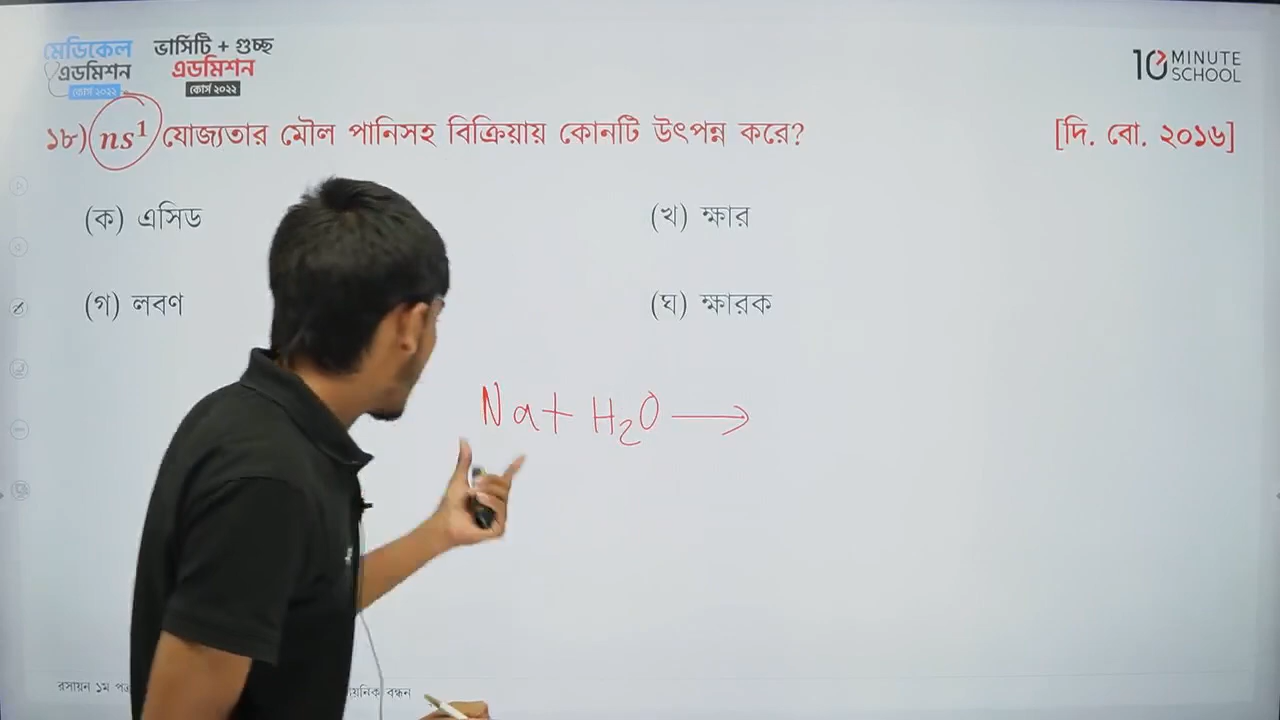 মেডিকেল
এডমিশন
কোর্স ২০২২
ভার্সিটি + গুচ্ছ
এডমিশন
কোর্স ২০২২
10 MINUTE
SCHOOL
১৮) ns¹ যোজ্যতার মৌল পানিসহ বিক্রিয়ায় কোনটি উৎপন্ন করে? [দি. বো. ২০১৬]
(ক) এসিড (খ) ক্ষার
(গ) লবণ (ঘ) ক্ষারক
Na + H₂O →
রসায়ন ১ম বন্ধন